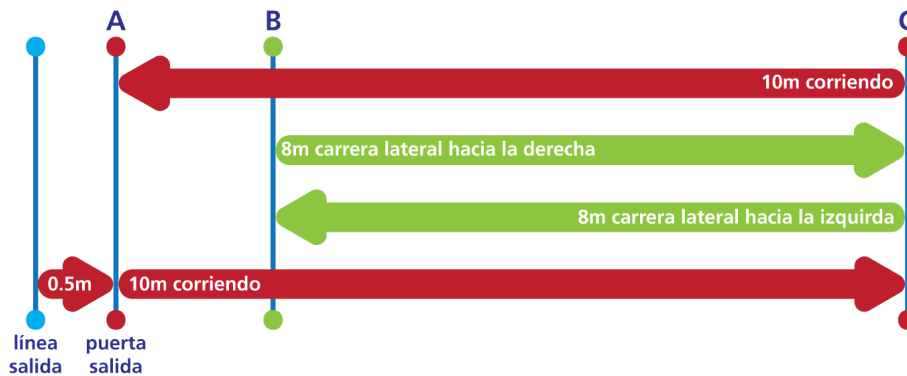 A
B
C
10m corriendo
8m carrera lateral hacia la derecha
8m carrera lateral hacia la izquirda
0.5m
10m corriendo
línea
salida
puerta
salida